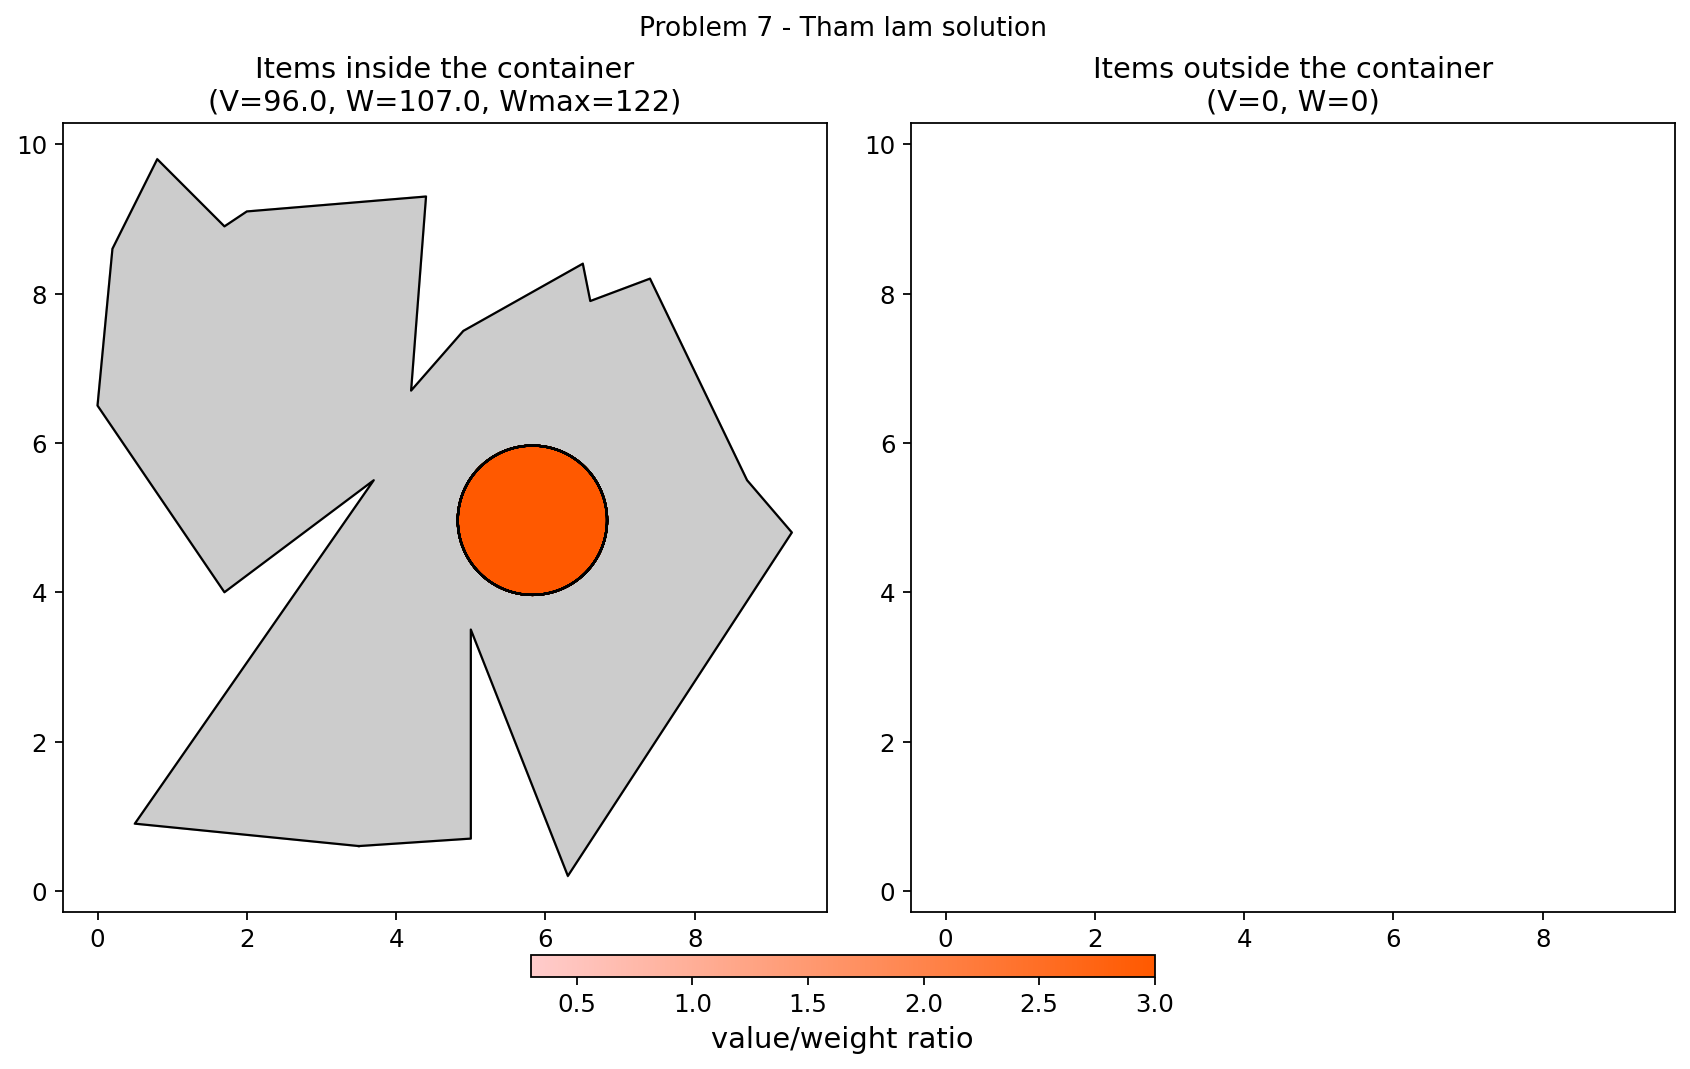 Problem 7 - Tham lam solution
Items inside the container
(V=96.0, W=107.0, Wmax=122)
10
8
6
4
2
0
0 2 4 6 8
Items outside the container
(V=0, W=0)
10
8
6
4
2
0
0 2 4 6 8
0.5 1.0 1.5 2.0 2.5 3.0
value/weight ratio